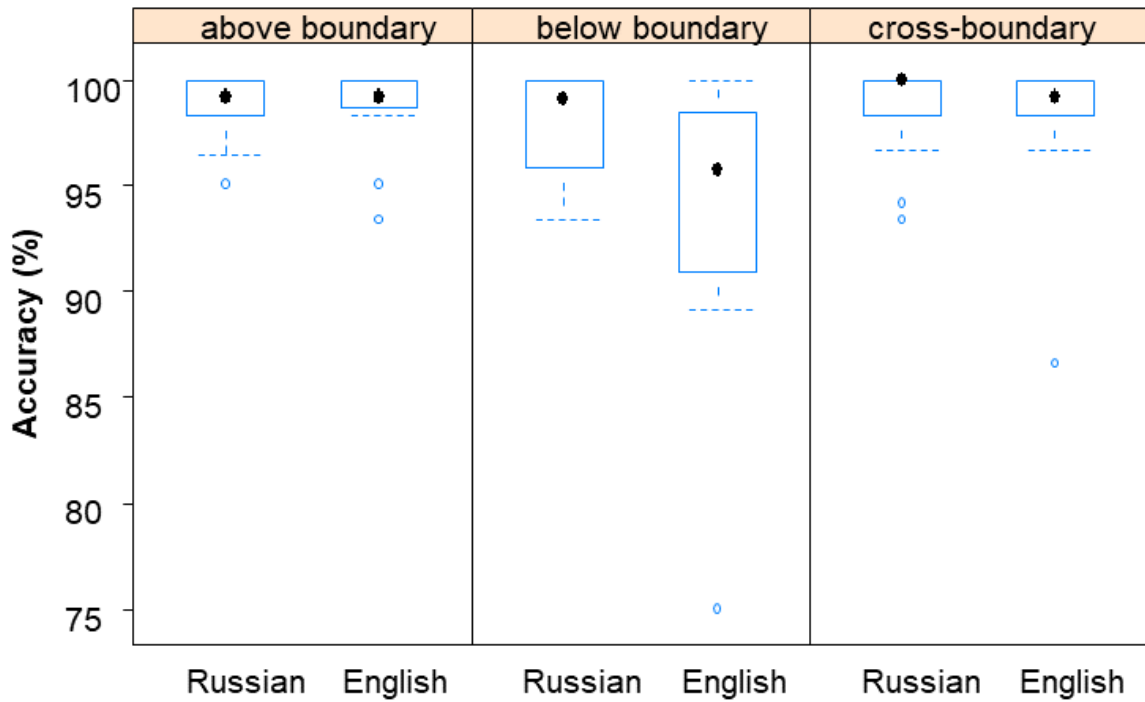 above boundary below boundary cross-boundary
100
95
90
85
80
75
Accuracy (%)
Russian English Russian English Russian English